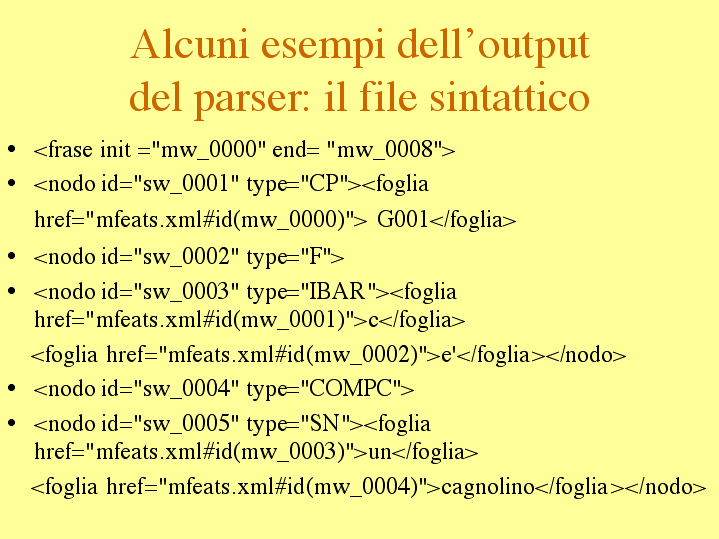 Alcuni esempi dell’output
del parser: il file sintattico
• <frase init ="mw_0000" end= "mw_0008">
• <nodo id="sw_0001" type="CP"><foglia
href="mfeats.xml#id(mw_0000)"> G001</foglia>
• <nodo id="sw_0002" type="F">
• <nodo id="sw_0003" type="IBAR"><foglia
href="mfeats.xml#id(mw_0001)">c</foglia>
<foglia href="mfeats.xml#id(mw_0002)">e'</foglia></nodo>
• <nodo id="sw_0004" type="COMPC">
• <nodo id="sw_0005" type="SN"><foglia
href="mfeats.xml#id(mw_0003)">un</foglia>
<foglia href="mfeats.xml#id(mw_0004)">cagnolino</foglia></nodo>